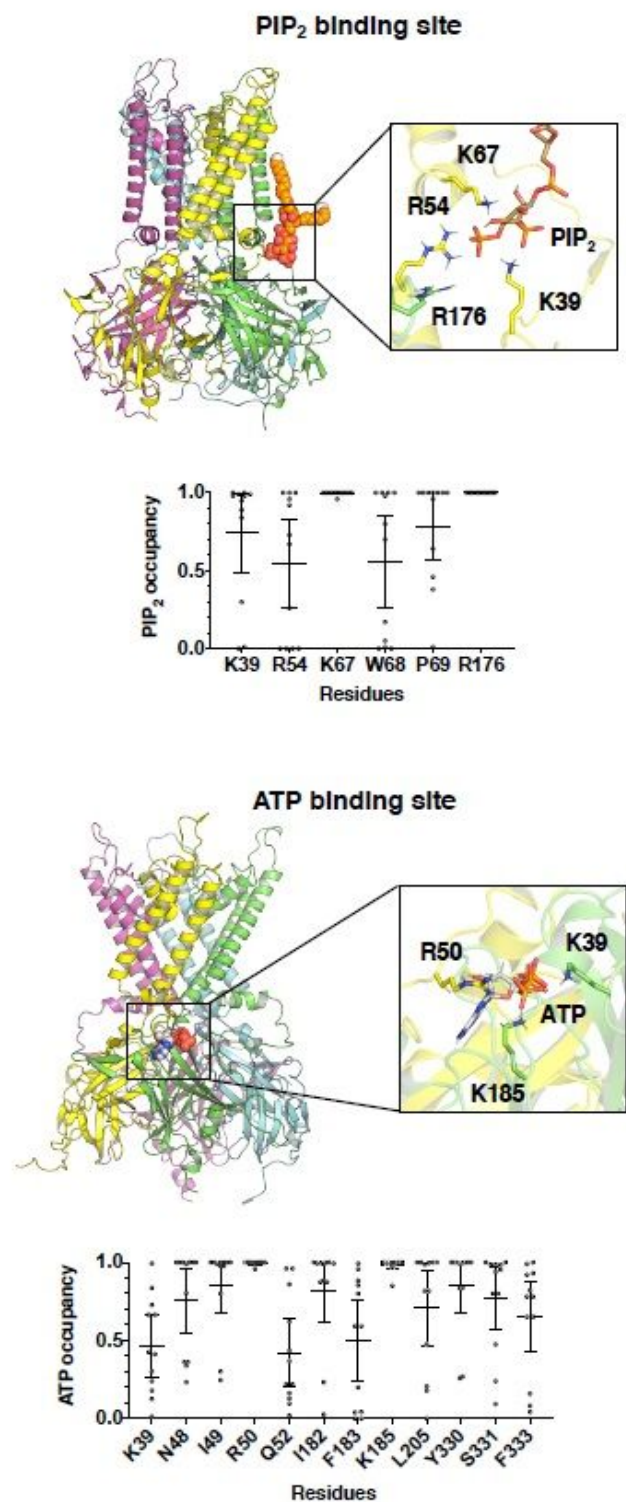 PIP₂ binding site
K67
R54
PIP₂
R176
K39
PIP₂ occupancy
1.0
0.5
0.0
K39 R54 K67 W68 P69 R176
Residues
ATP binding site
R50
K39
ATP
K185
ATP occupancy
1.0
0.5
0.0
K39 N48 I49 R50 Q52 I182 F183 K185 L205 Y330 S331 F333
Residues